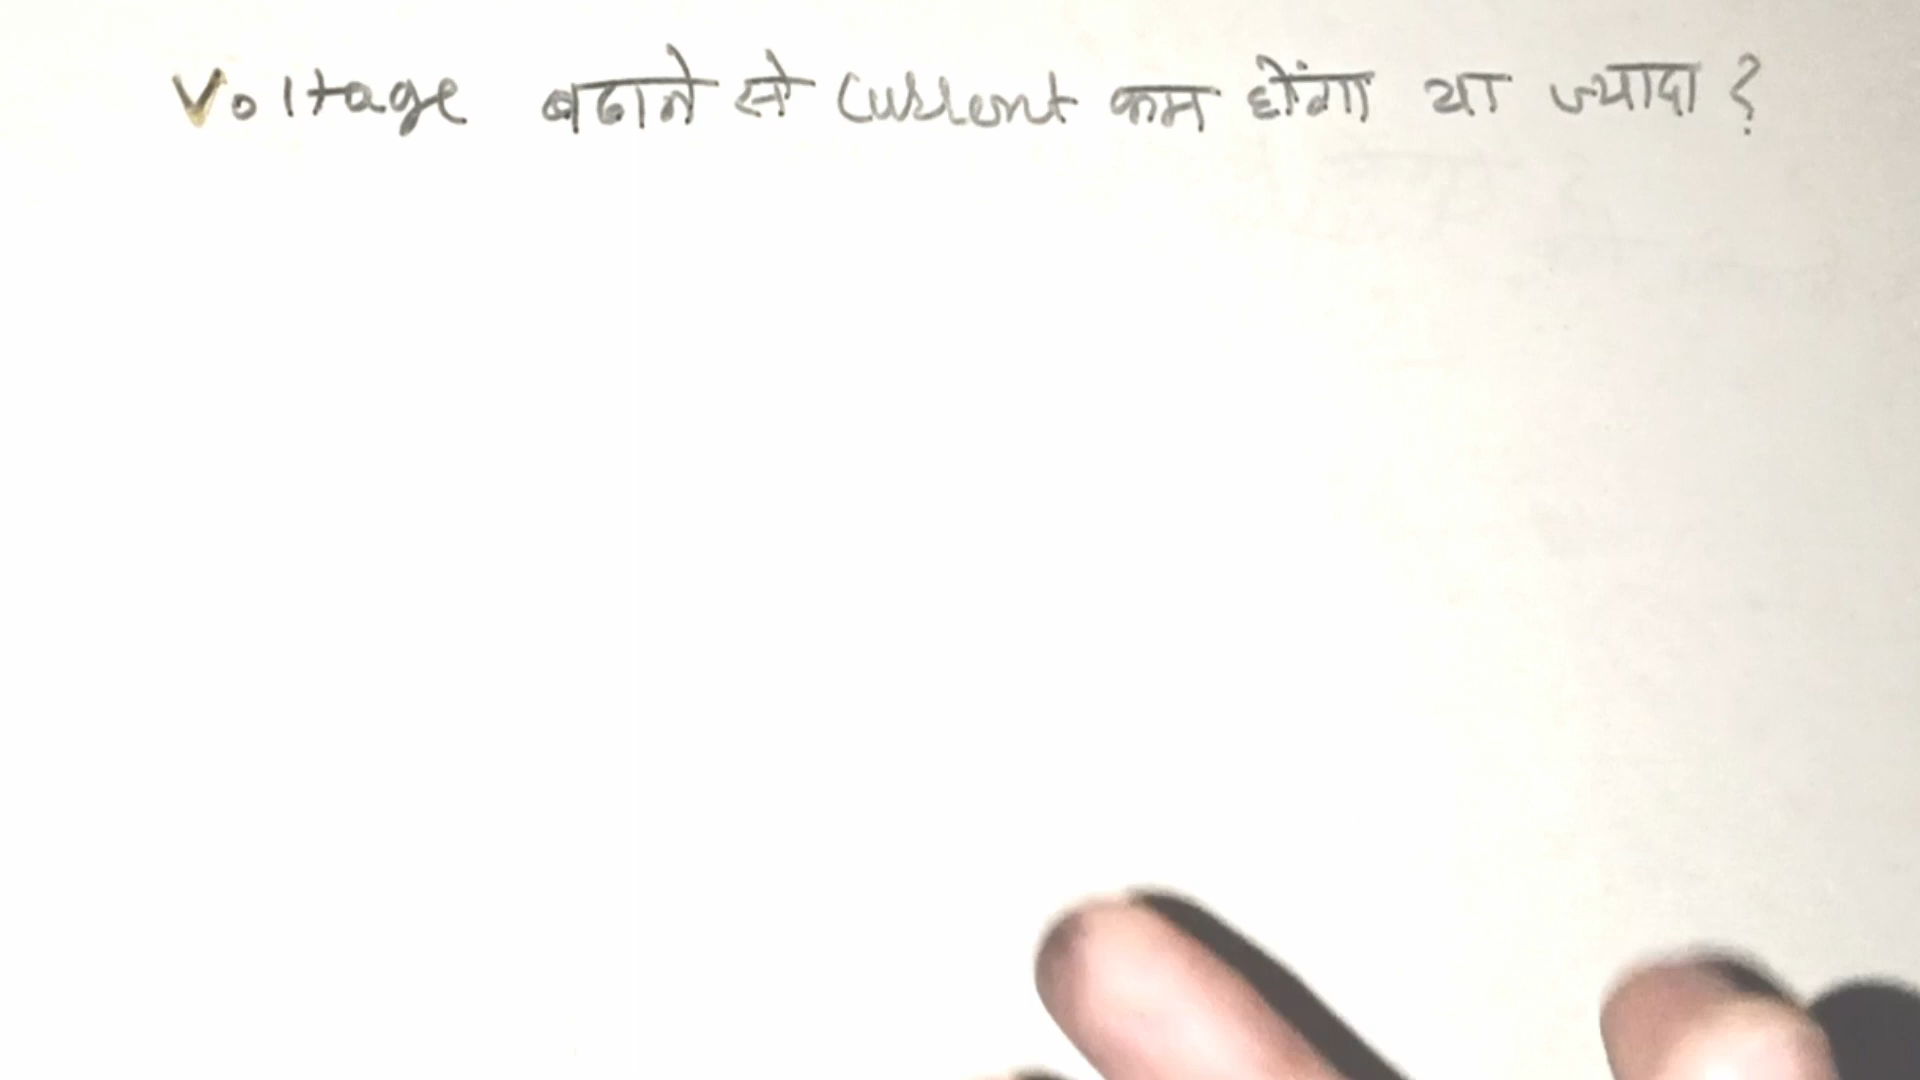 Voltage बढाने से Current कम होंगा या ज्यादा ?